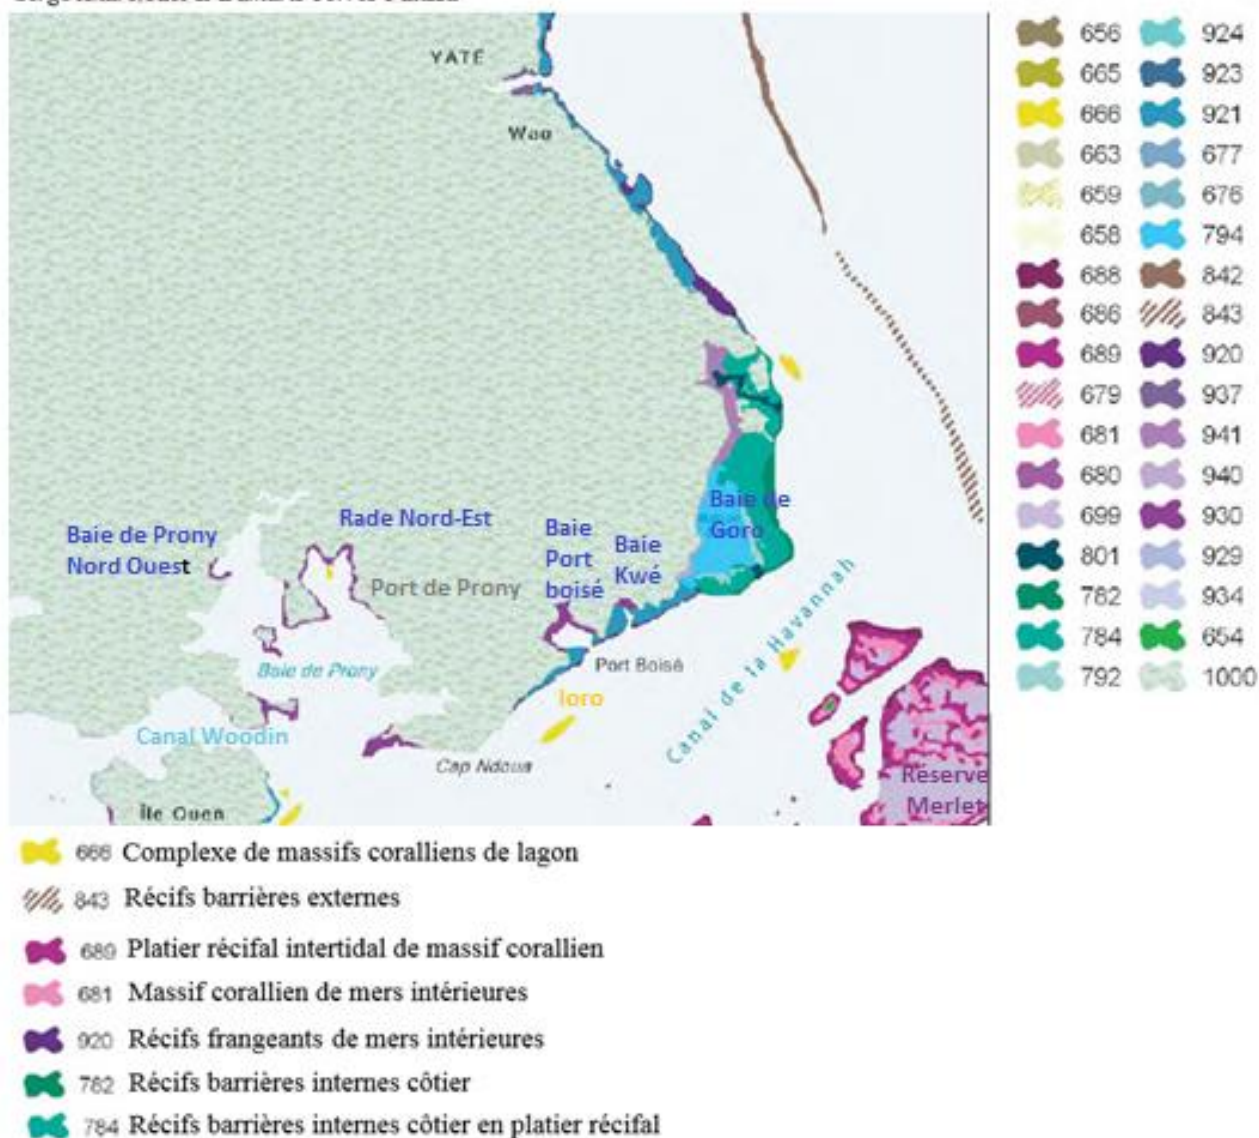 YATÉ
Wao
Baie de Prony
Nord Ouest
Rade Nord-Est
Port de Prony
Baie
Port
boisé
Baie
Kwé
Baie de
Goro
Baie de Prony
Canal Woodin
Port Boisé
Ioro
Cap Ndoua
Île Ouen
Canal de la Havannah
Réserve
Merlet
656 924
665 923
666 921
663 677
659 676
658 794
688 842
686 843
689 920
679 937
681 941
680 940
699 930
801 929
782 934
784 654
792 1000
666 Complexe de massifs coralliens de lagon
843 Récifs barrières externes
689 Platier récifal intertidal de massif corallien
681 Massif corallien de mers intérieures
920 Récifs frangeants de mers intérieures
782 Récifs barrières internes côtier
784 Récifs barrières internes côtier en platier récifal